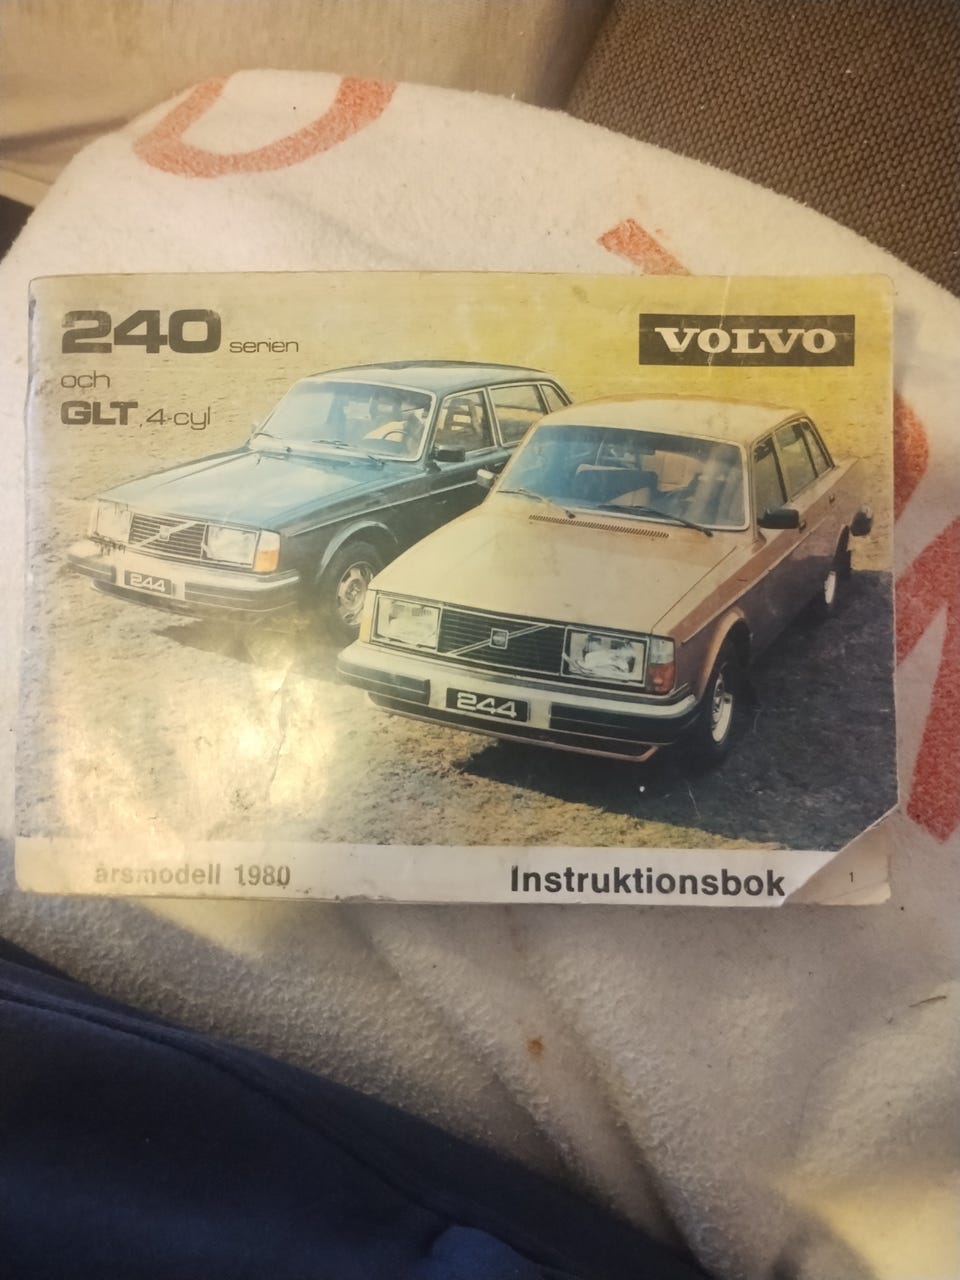 240 serien
och
GLT, 4-cyl
VOLVO
244
244
årsmodell 1980
Instruktionsbok
1